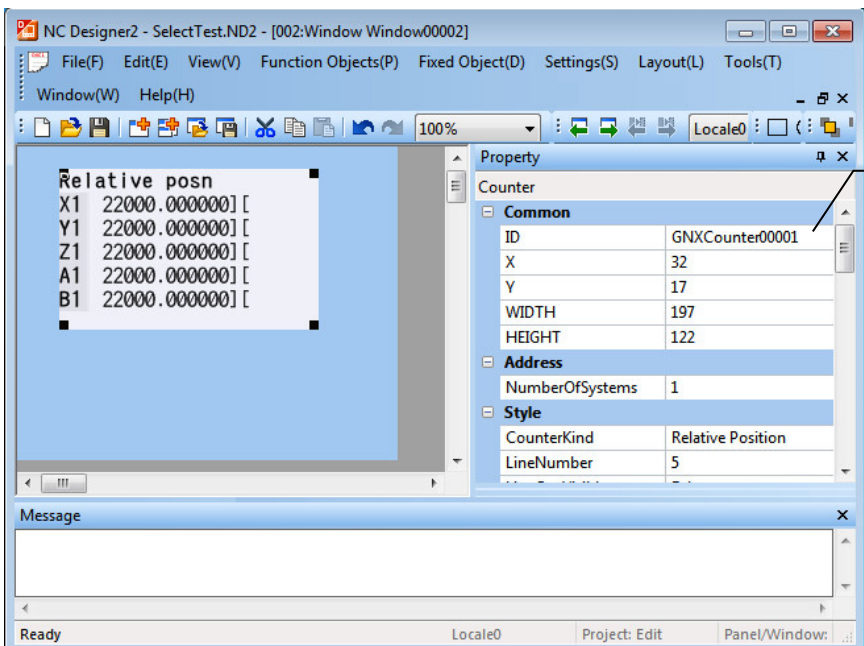 NC Designer2 - SelectTest.ND2 - [002:Window Window00002]
File(F) Edit(E) View(V) Function Objects(P) Fixed Object(D) Settings(S) Layout(L) Tools(T)
Window(W) Help(H)
100% Locale0
Relative posn
X1 22000.000000][
Y1 22000.000000][
Z1 22000.000000][
A1 22000.000000][
B1 22000.000000][
Property
Counter
Common
ID GNXCounter00001
X 32
Y 17
WIDTH 197
HEIGHT 122
Address
NumberOfSystems 1
Style
CounterKind Relative Position
LineNumber 5
Message
Ready Locale0 Project: Edit Panel/Window: